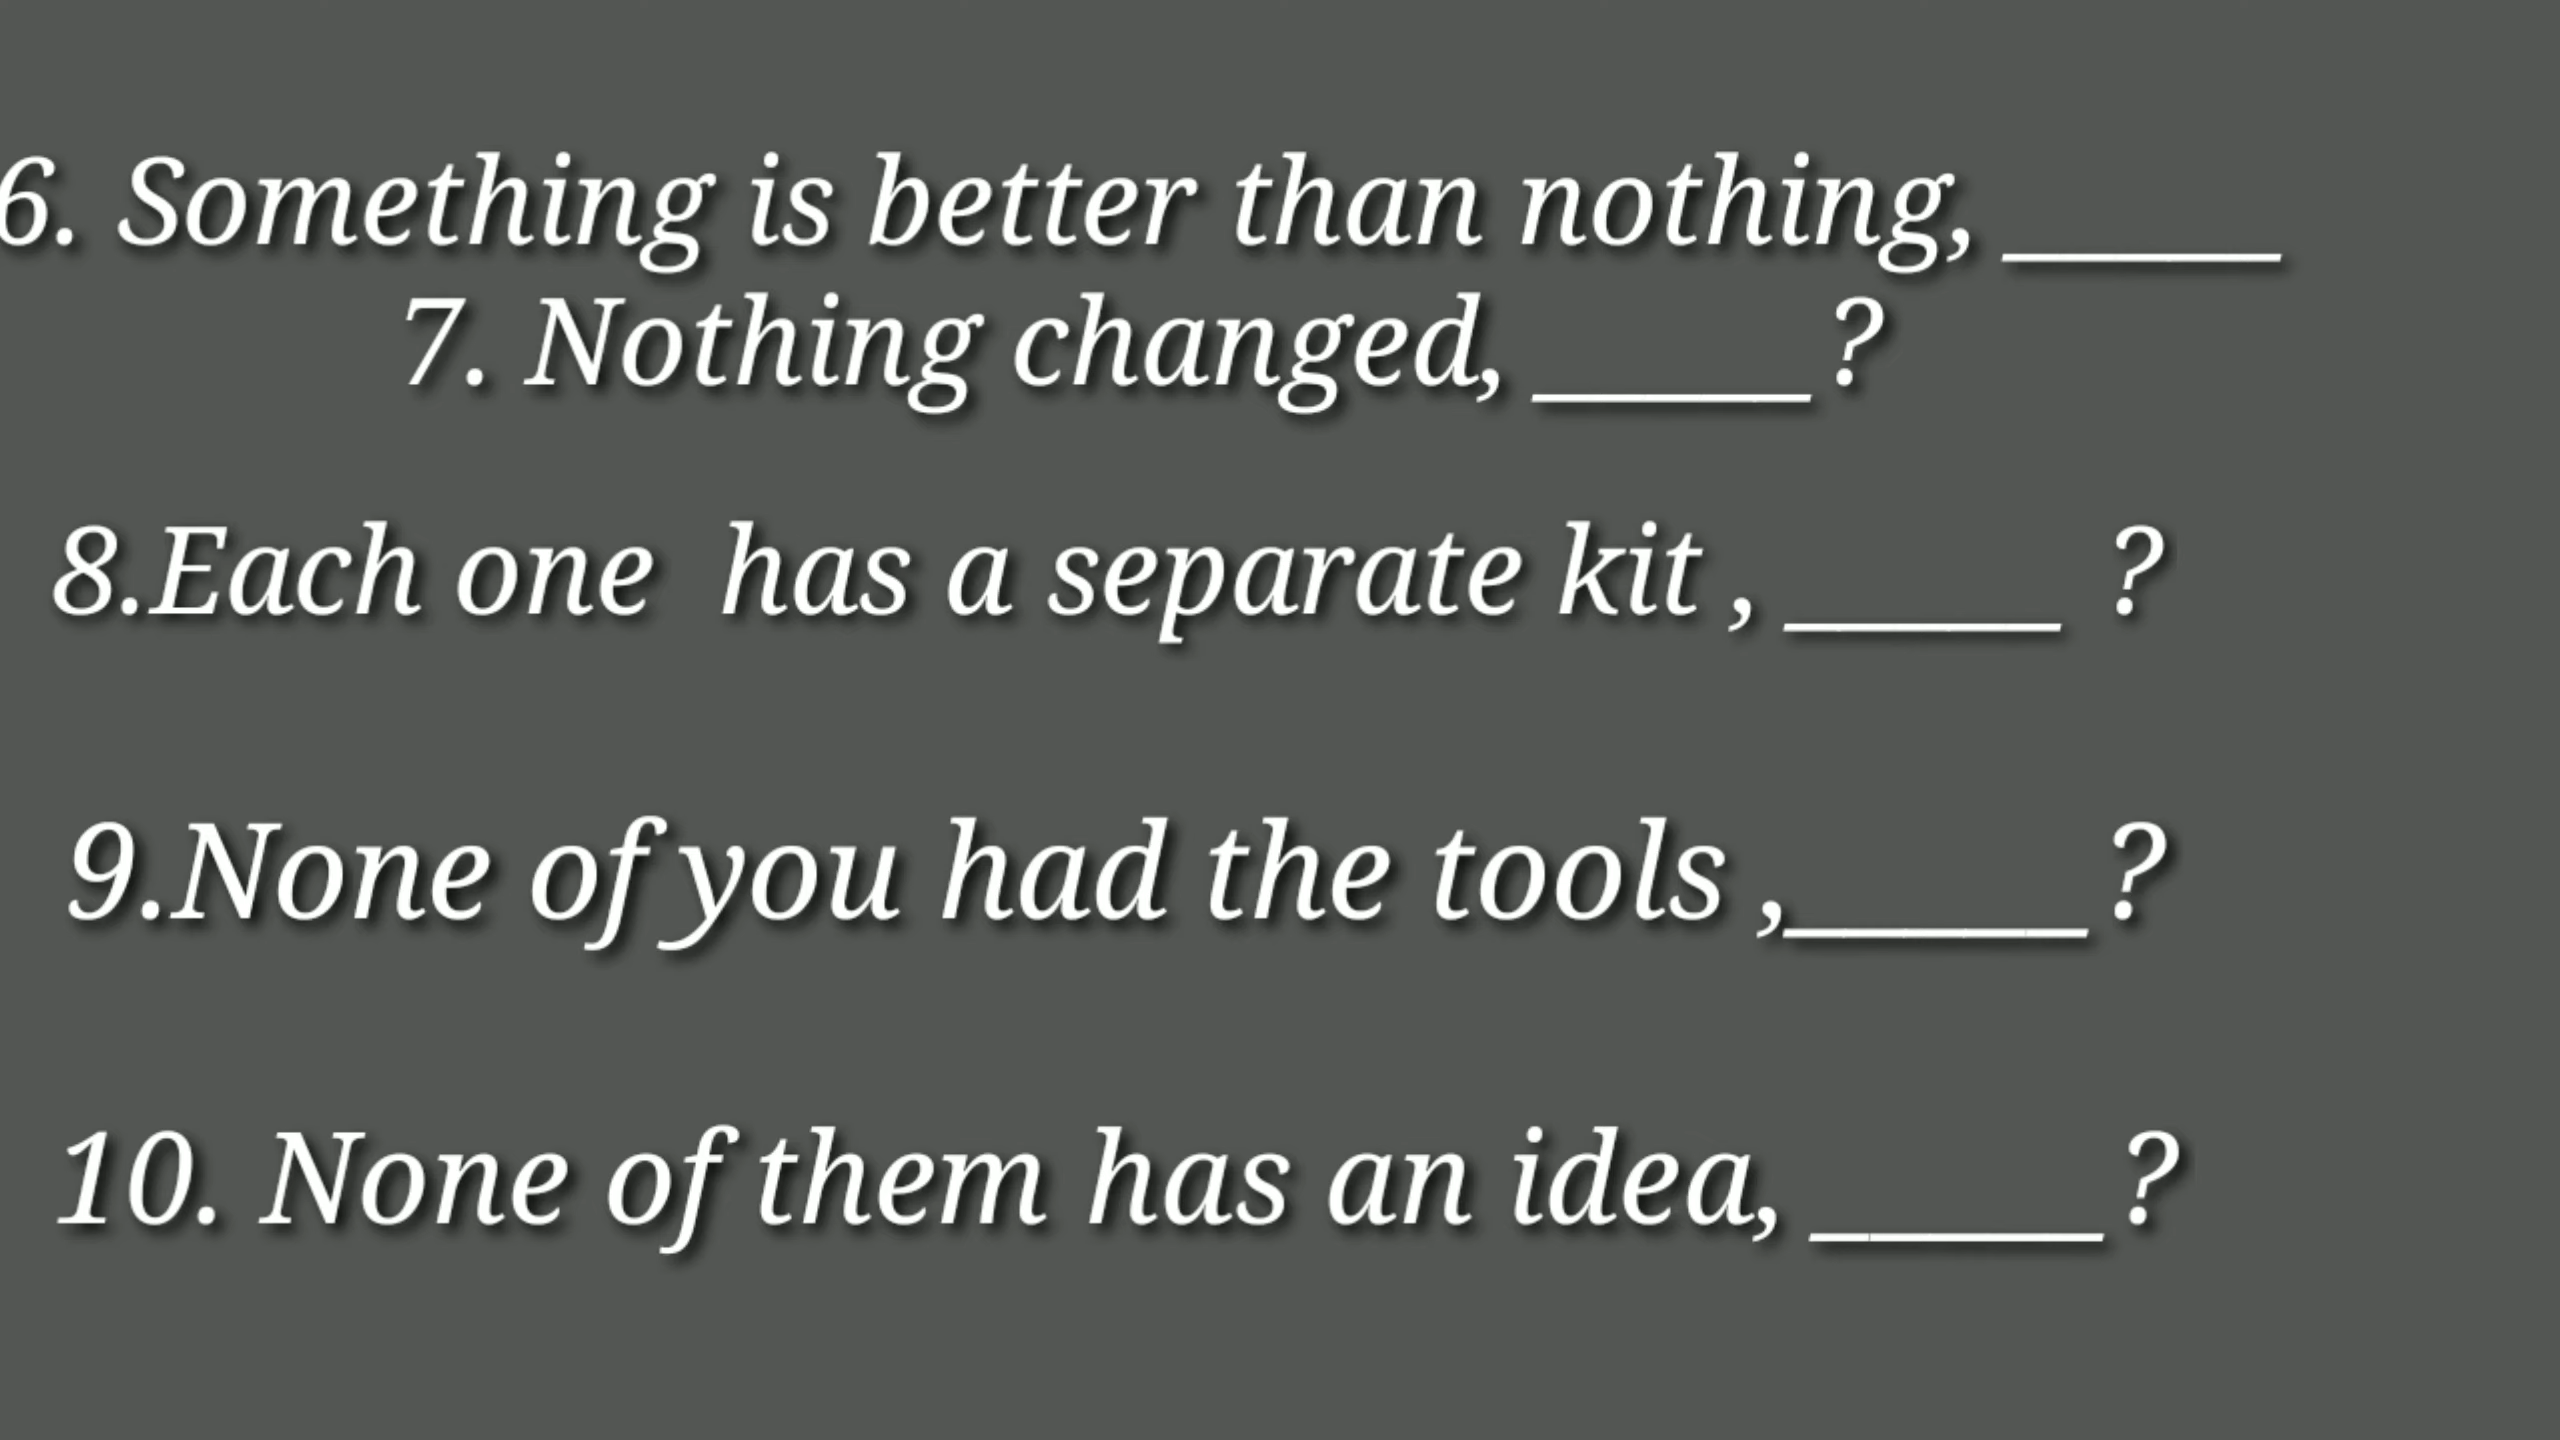 6. Something is better than nothing, _____
7. Nothing changed, _____?
8.Each one  has a separate kit , _____ ?
9.None of you had the tools ,_____?
10. None of them has an idea, _____?